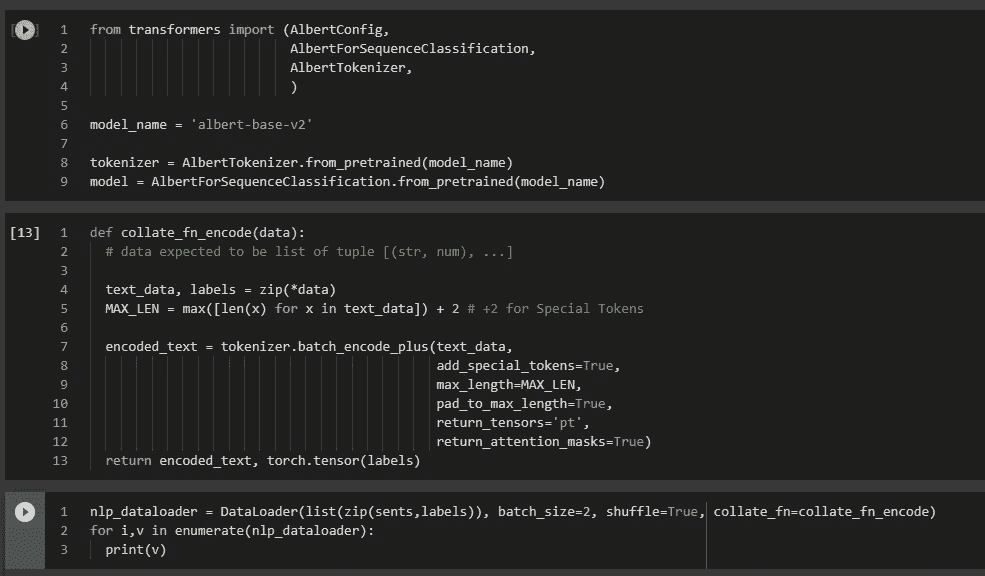 1 from transformers import (AlbertConfig,
2 AlbertForSequenceClassification,
3 AlbertTokenizer,
4 )
5
6 model_name = 'albert-base-v2'
7
8 tokenizer = AlbertTokenizer.from_pretrained(model_name)
9 model = AlbertForSequenceClassification.from_pretrained(model_name)
[13] 1 def collate_fn_encode(data):
2 # data expected to be list of tuple [(str, num), ...]
3
4 text_data, labels = zip(*data)
5 MAX_LEN = max([len(x) for x in text_data]) + 2 # +2 for Special Tokens
6
7 encoded_text = tokenizer.batch_encode_plus(text_data,
8 add_special_tokens=True,
9 max_length=MAX_LEN,
10 pad_to_max_length=True,
11 return_tensors='pt',
12 return_attention_masks=True)
13 return encoded_text, torch.tensor(labels)
1 nlp_dataloader = DataLoader(list(zip(sents,labels)), batch_size=2, shuffle=True, collate_fn=collate_fn_encode)
2 for i,v in enumerate(nlp_dataloader):
3 print(v)